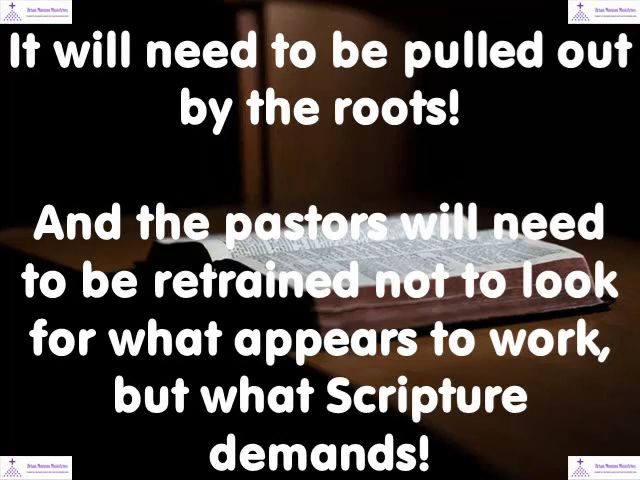 It will need to be pulled out
by the roots!
And the pastors will need
to be retrained not to look
for what appears to work,
but what Scripture
demands!